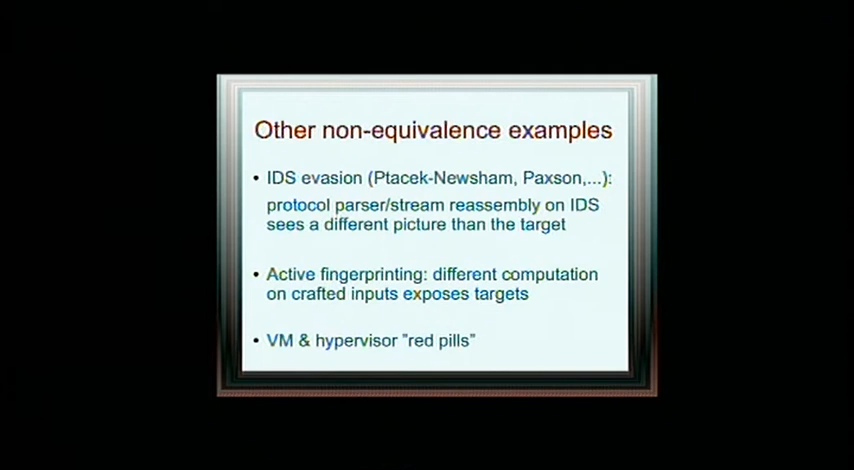 Other non-equivalence examples
• IDS evasion (Ptacek-Newsham, Paxson,...):
protocol parser/stream reassembly on IDS
sees a different picture than the target
• Active fingerprinting: different computation
on crafted inputs exposes targets
• VM & hypervisor "red pills"